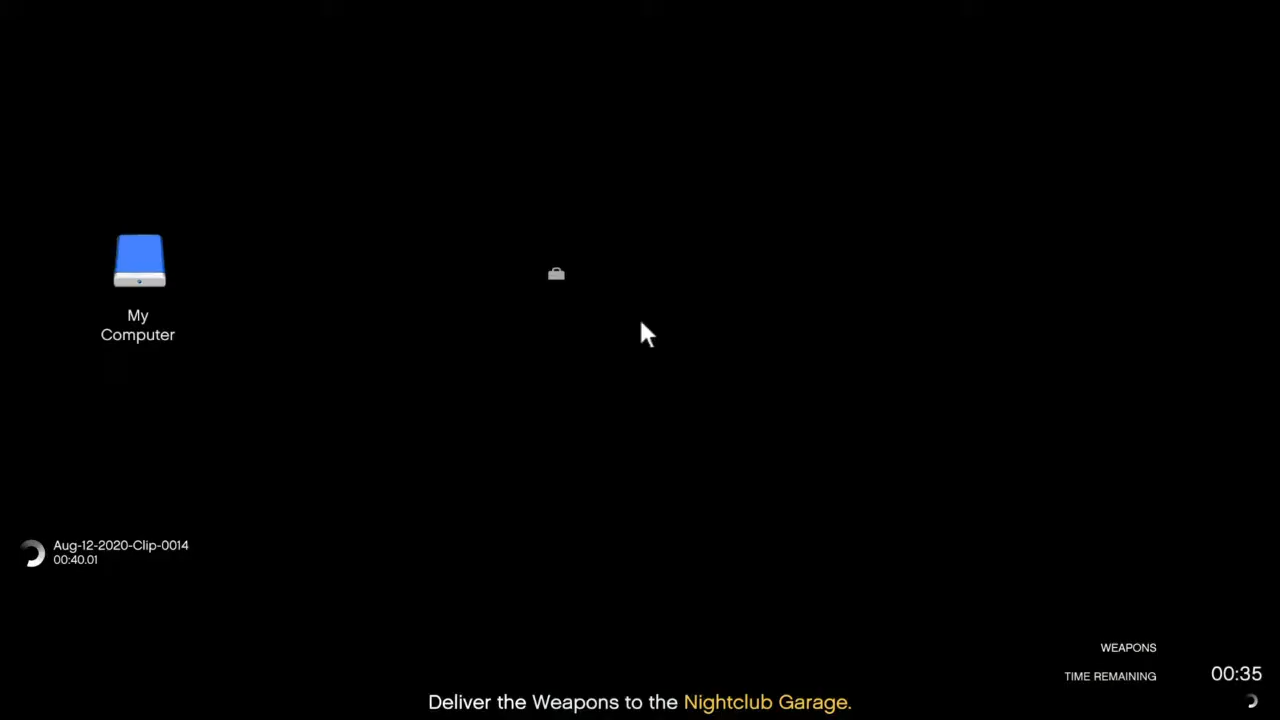 My
Computer
Aug-12-2020-Clip-0014
00:40.01
WEAPONS
TIME REMAINING 00:35
Deliver the Weapons to the Nightclub Garage.